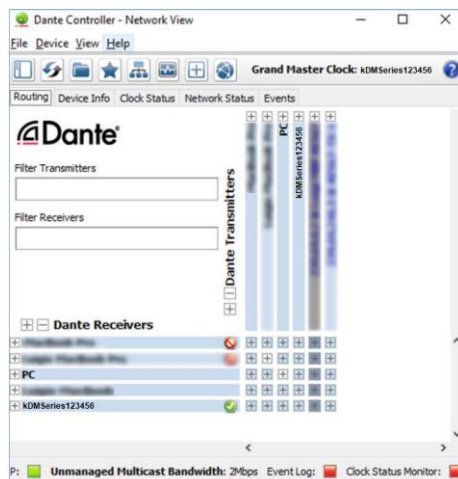 Dante Controller - Network View
File Device View Help
Grand Master Clock: kDMSeries123456
Routing Device Info Clock Status Network Status Events
Dante
Filter Transmitters
Filter Receivers
Dante Transmitters
PC
kDMSeries123456
Dante Receivers
PC
kDMSeries123456
P: Unmanaged Multicast Bandwidth: 2Mbps Event Log: Clock Status Monitor: